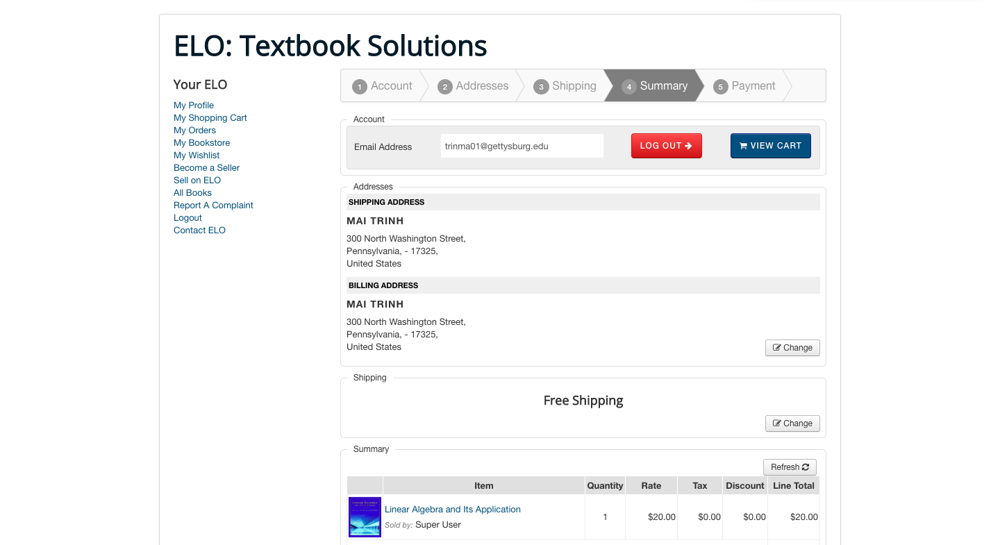 ELO: Textbook Solutions
Your ELO
My Profile
My Shopping Cart
My Orders
My Bookstore
My Wishlist
Become a Seller
Sell on ELO
All Books
Report A Complaint
Logout
Contact ELO
1 Account 2 Addresses 3 Shipping 4 Summary 5 Payment
Account
Email Address trinma01@gettysburg.edu LOG OUT VIEW CART
Addresses
SHIPPING ADDRESS
MAI TRINH
300 North Washington Street,
Pennsylvania, - 17325,
United States
BILLING ADDRESS
MAI TRINH
300 North Washington Street,
Pennsylvania, - 17325,
United States
Change
Shipping
Free Shipping
Change
Summary
Refresh
Item Quantity Rate Tax Discount Line Total
Linear Algebra and Its Application 1 $20.00 $0.00 $0.00 $20.00
Sold by: Super User